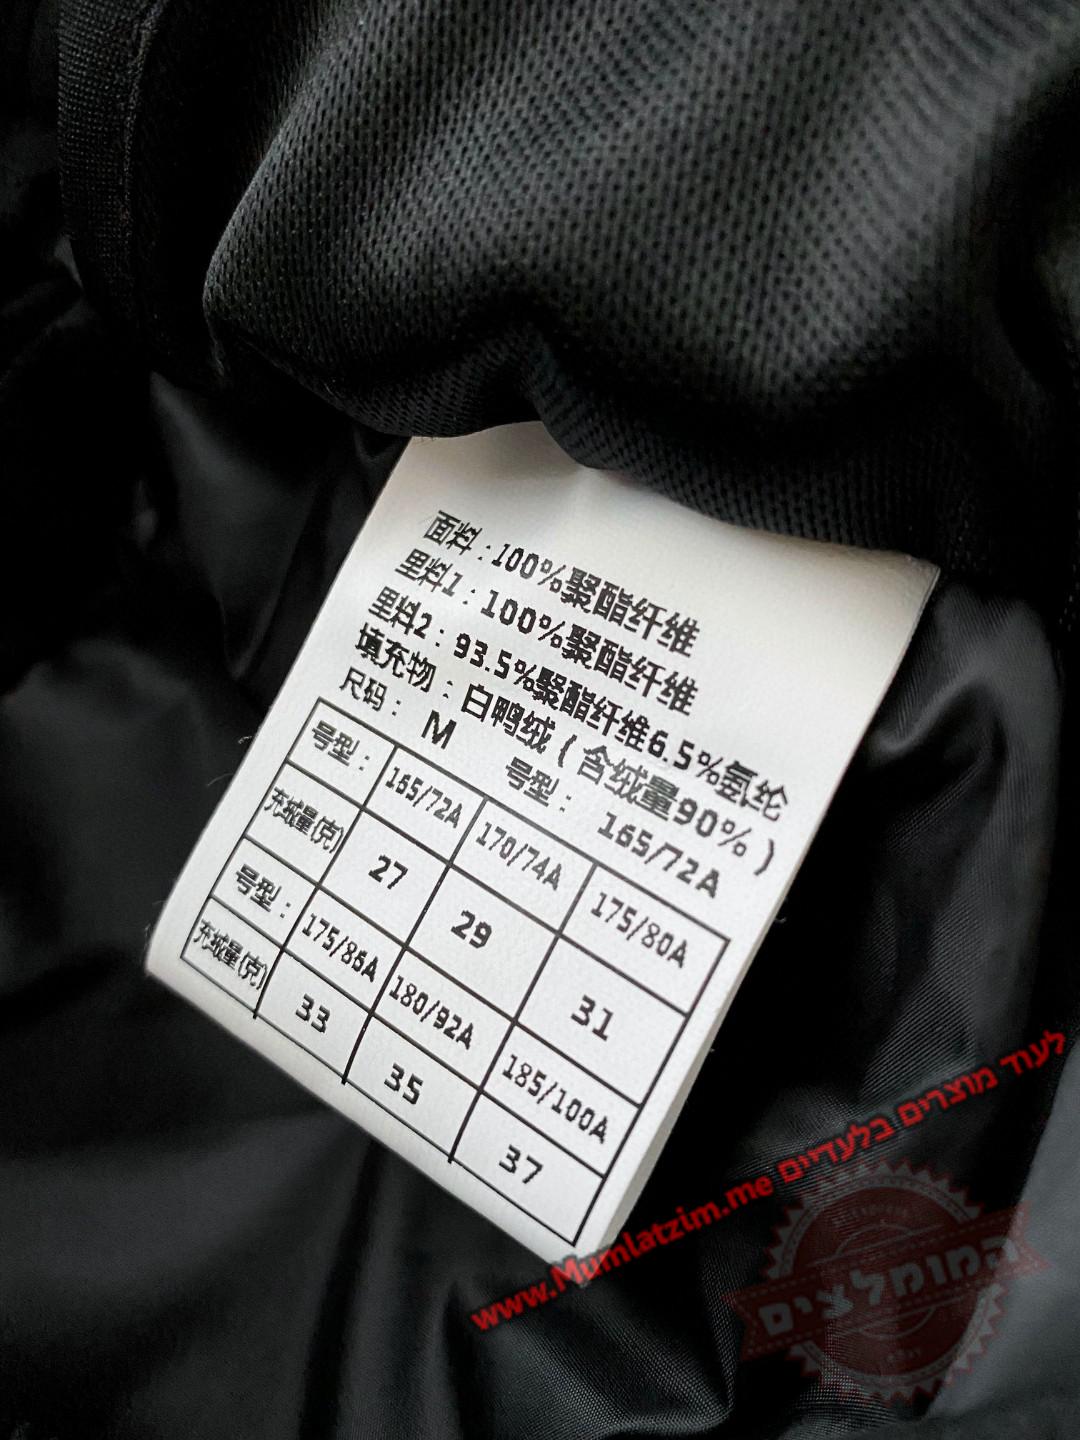 面料：100%聚酯纤维
里料1：100%聚酯纤维
里料2：93.5%聚酯纤维6.5%氨纶
填充物：白鸭绒（含绒量90%）
尺码： M 号型： 165/72A
号型： 165/72A 170/74A 175/80A
充绒量(克) 27 29 31
号型： 175/86A 180/92A 185/100A
充绒量(克) 33 35 37
לעוד מוצרים בלעדיים www.Mumlatzim.me
המומלצים